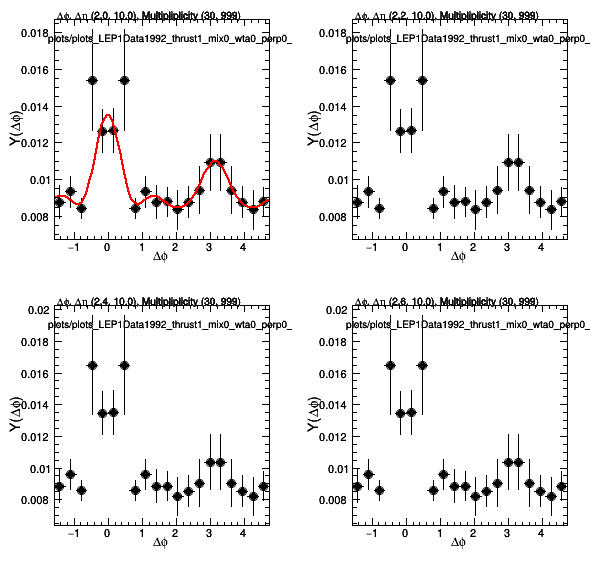 Δϕ, Δη (2.0, 10.0), Multipliplicity (30, 999)
plots/plots_LEP1Data1992_thrust1_mix0_wta0_perp0_
Y(Δϕ)
0.018
0.016
0.014
0.012
0.01
0.008
−1 0 1 2 3 4
Δϕ
Δϕ, Δη (2.2, 10.0), Multipliplicity (30, 999)
plots/plots_LEP1Data1992_thrust1_mix0_wta0_perp0_
Y(Δϕ)
0.018
0.016
0.014
0.012
0.01
0.008
−1 0 1 2 3 4
Δϕ
Δϕ, Δη (2.4, 10.0), Multipliplicity (30, 999)
plots/plots_LEP1Data1992_thrust1_mix0_wta0_perp0_
Y(Δϕ)
0.02
0.018
0.016
0.014
0.012
0.01
0.008
−1 0 1 2 3 4
Δϕ
Δϕ, Δη (2.6, 10.0), Multipliplicity (30, 999)
plots/plots_LEP1Data1992_thrust1_mix0_wta0_perp0_
Y(Δϕ)
0.02
0.018
0.016
0.014
0.012
0.01
0.008
−1 0 1 2 3 4
Δϕ